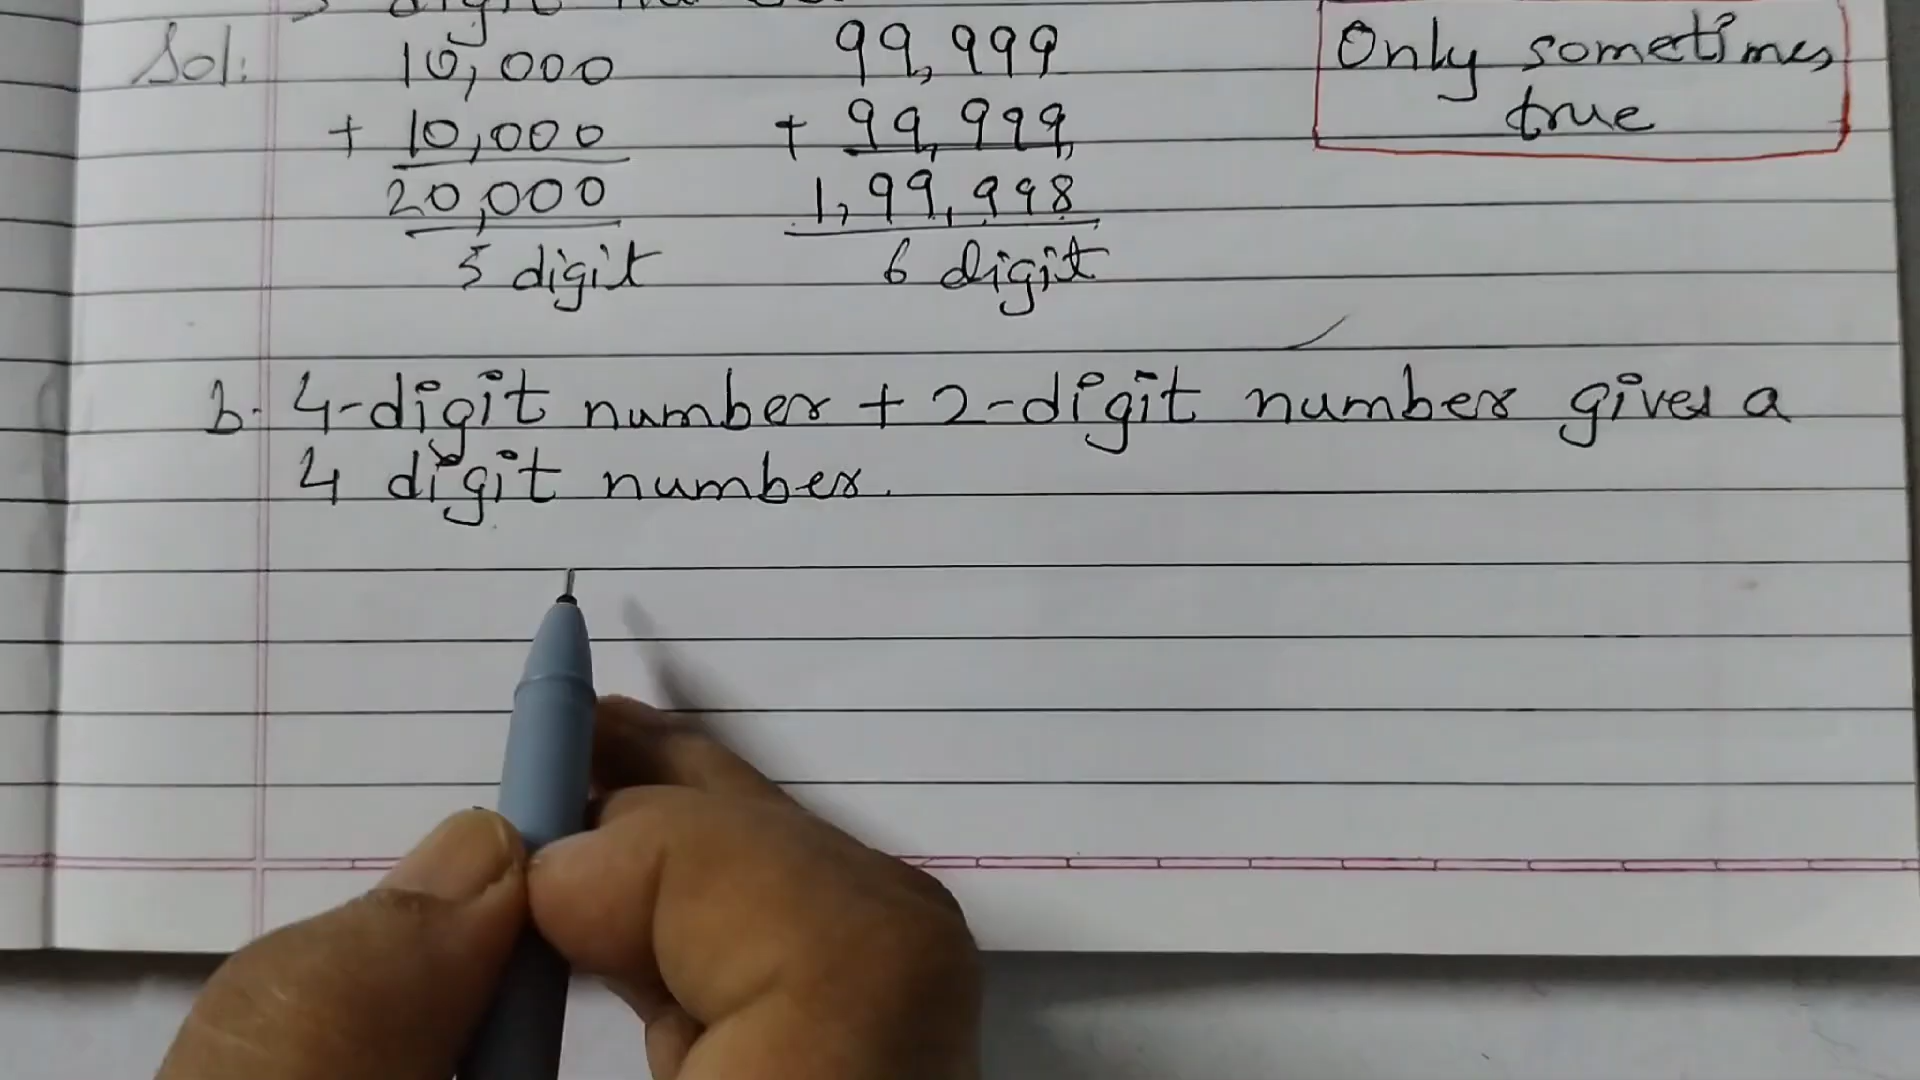 Sol:
10,000
+ 10,000
20,000
5 digit
99,999
+ 99,999
1,99,998
6 digit
Only sometimes
true
b. 4-digit number + 2-digit number gives a
4 digit number.